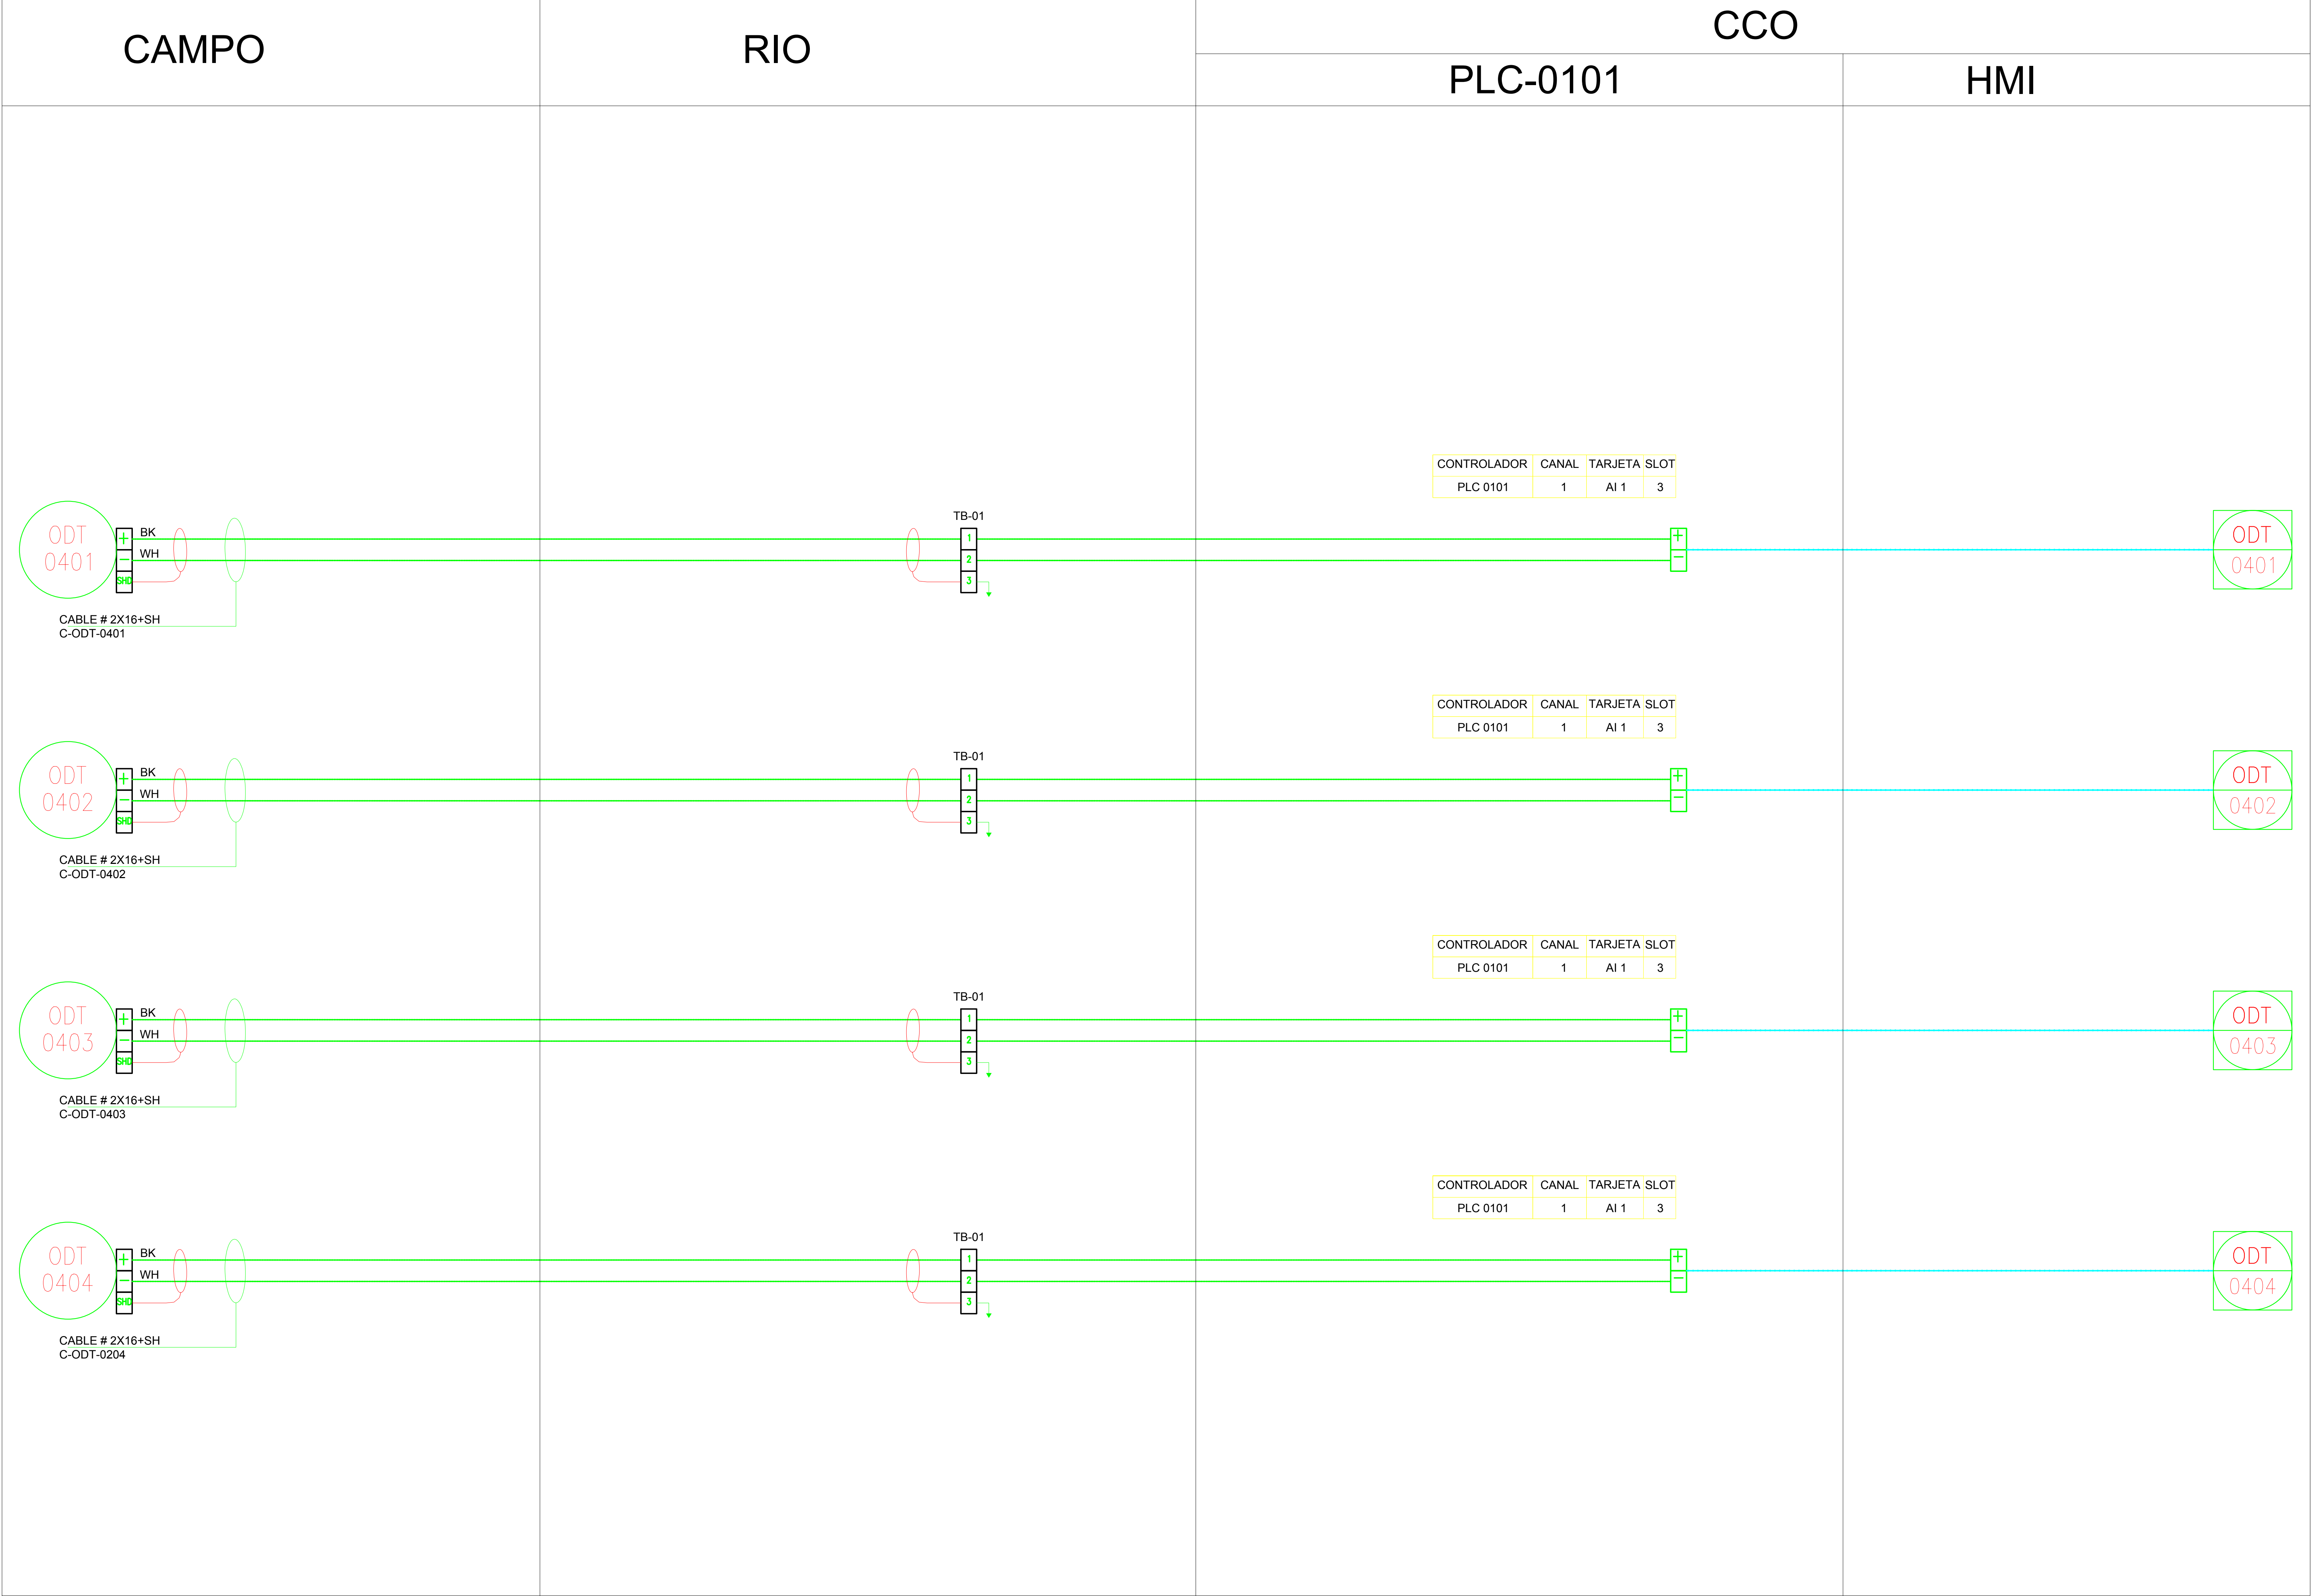 CAMPO
RIO
CCO
PLC-0101
HMI
CONTROLADOR CANAL TARJETA SLOT
PLC 0101 1 AI 1 3
TB-01
ODT
0401
+ BK
- WH
SHD
1
2
3
+
-
ODT
0401
CABLE # 2X16+SH
C-ODT-0401
CONTROLADOR CANAL TARJETA SLOT
PLC 0101 1 AI 1 3
TB-01
ODT
0402
+ BK
- WH
SHD
1
2
3
+
-
ODT
0402
CABLE # 2X16+SH
C-ODT-0402
CONTROLADOR CANAL TARJETA SLOT
PLC 0101 1 AI 1 3
TB-01
ODT
0403
+ BK
- WH
SHD
1
2
3
+
-
ODT
0403
CABLE # 2X16+SH
C-ODT-0403
CONTROLADOR CANAL TARJETA SLOT
PLC 0101 1 AI 1 3
TB-01
ODT
0404
+ BK
- WH
SHD
1
2
3
+
-
ODT
0404
CABLE # 2X16+SH
C-ODT-0204